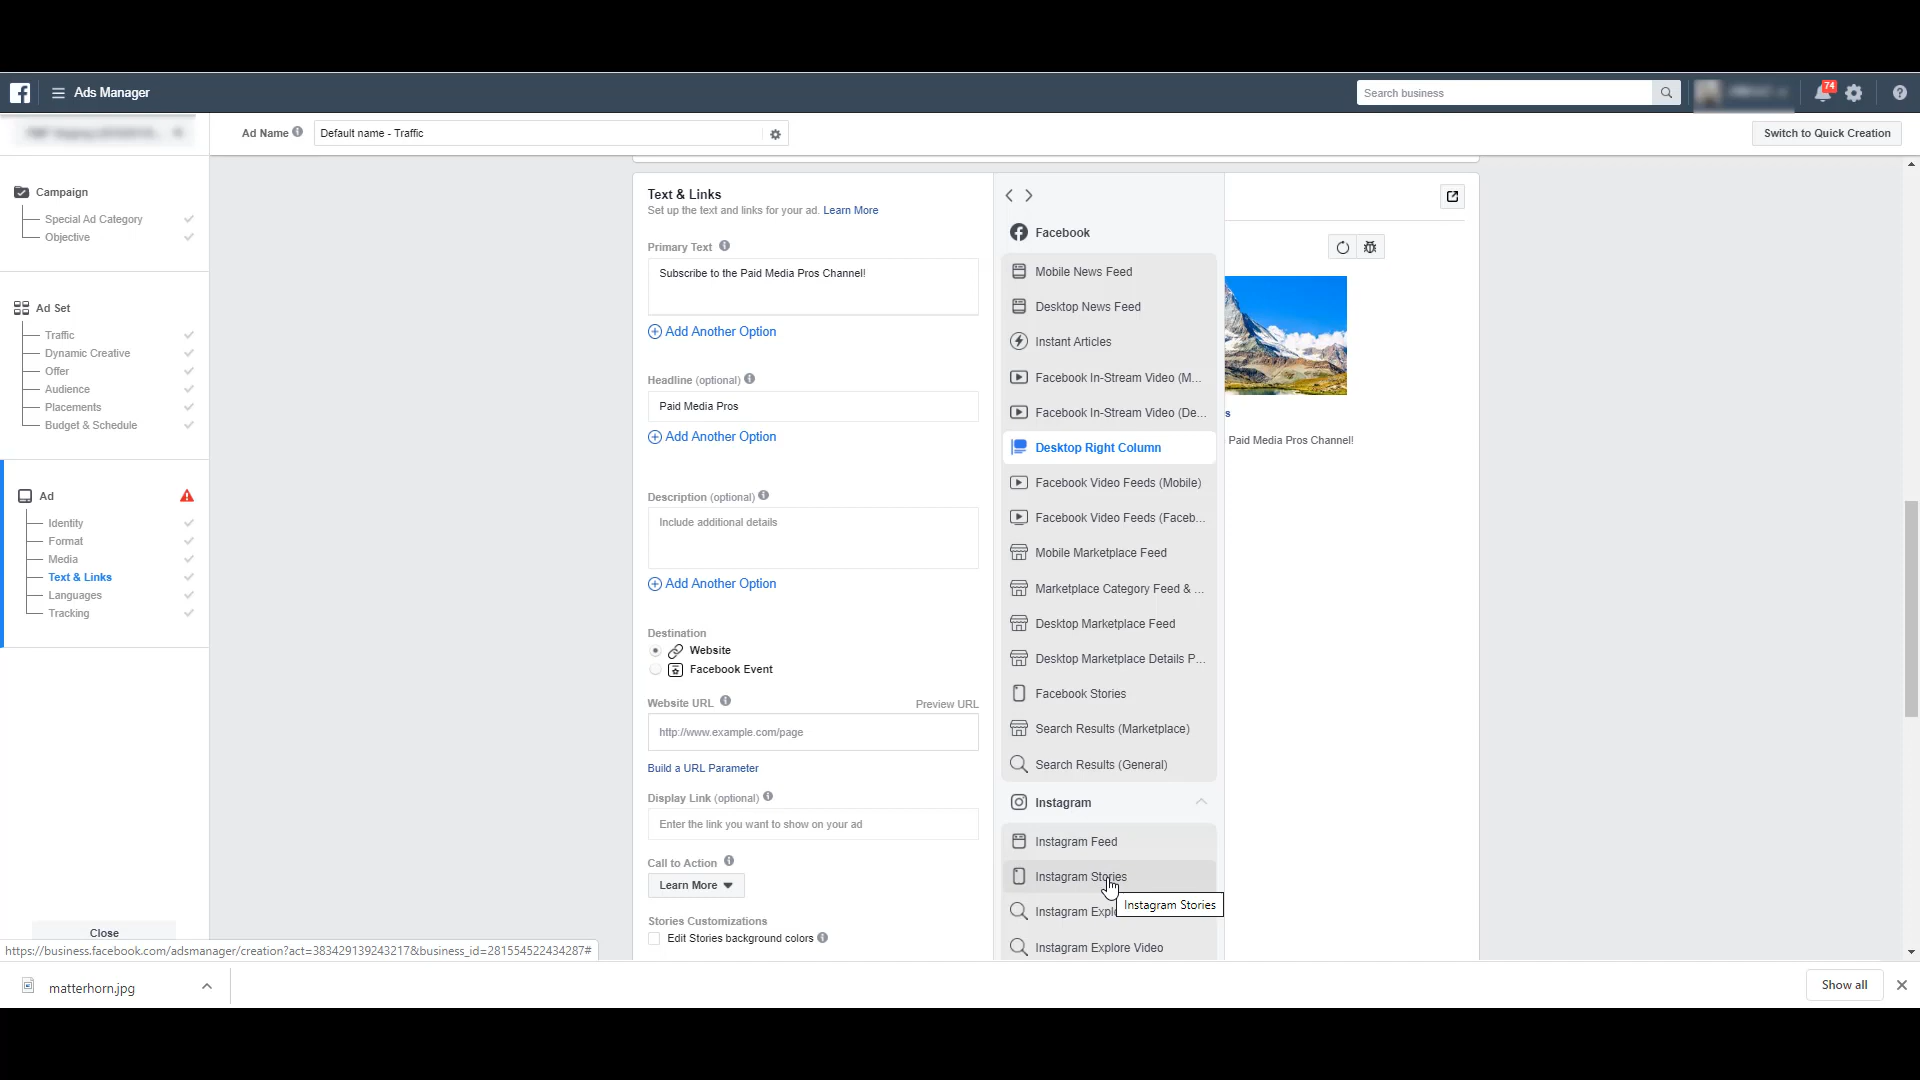 Ads Manager
Search business
74
Ad Name
Default name - Traffic
Switch to Quick Creation
Campaign
Special Ad Category
Objective
Ad Set
Traffic
Dynamic Creative
Offer
Audience
Placements
Budget & Schedule
Ad
Identity
Format
Media
Text & Links
Languages
Tracking
Close
Text & Links
Set up the text and links for your ad. Learn More
Primary Text
Subscribe to the Paid Media Pros Channel!
Add Another Option
Headline (optional)
Paid Media Pros
Add Another Option
Description (optional)
Include additional details
Add Another Option
Destination
Website
Facebook Event
Website URL
Preview URL
http://www.example.com/page
Build a URL Parameter
Display Link (optional)
Enter the link you want to show on your ad
Call to Action
Learn More
Stories Customizations
Edit Stories background colors
Facebook
Mobile News Feed
Desktop News Feed
Instant Articles
Facebook In-Stream Video (M...
Facebook In-Stream Video (De...
Desktop Right Column
Facebook Video Feeds (Mobile)
Facebook Video Feeds (Faceb...
Mobile Marketplace Feed
Marketplace Category Feed & ...
Desktop Marketplace Feed
Desktop Marketplace Details P...
Facebook Stories
Search Results (Marketplace)
Search Results (General)
Instagram
Instagram Feed
Instagram Stories
Instagram Stories
Instagram Expl
Instagram Explore Video
s
Paid Media Pros Channel!
https://business.facebook.com/adsmanager/creation?act=383429139243217&business_id=281554522434287#
matterhorn.jpg
Show all